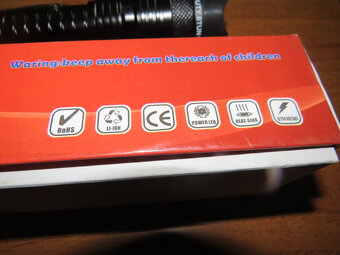 Waring:keep away from thereach of children
RoHS
LI-ION
CE
POWER LED
HEAT-SINK